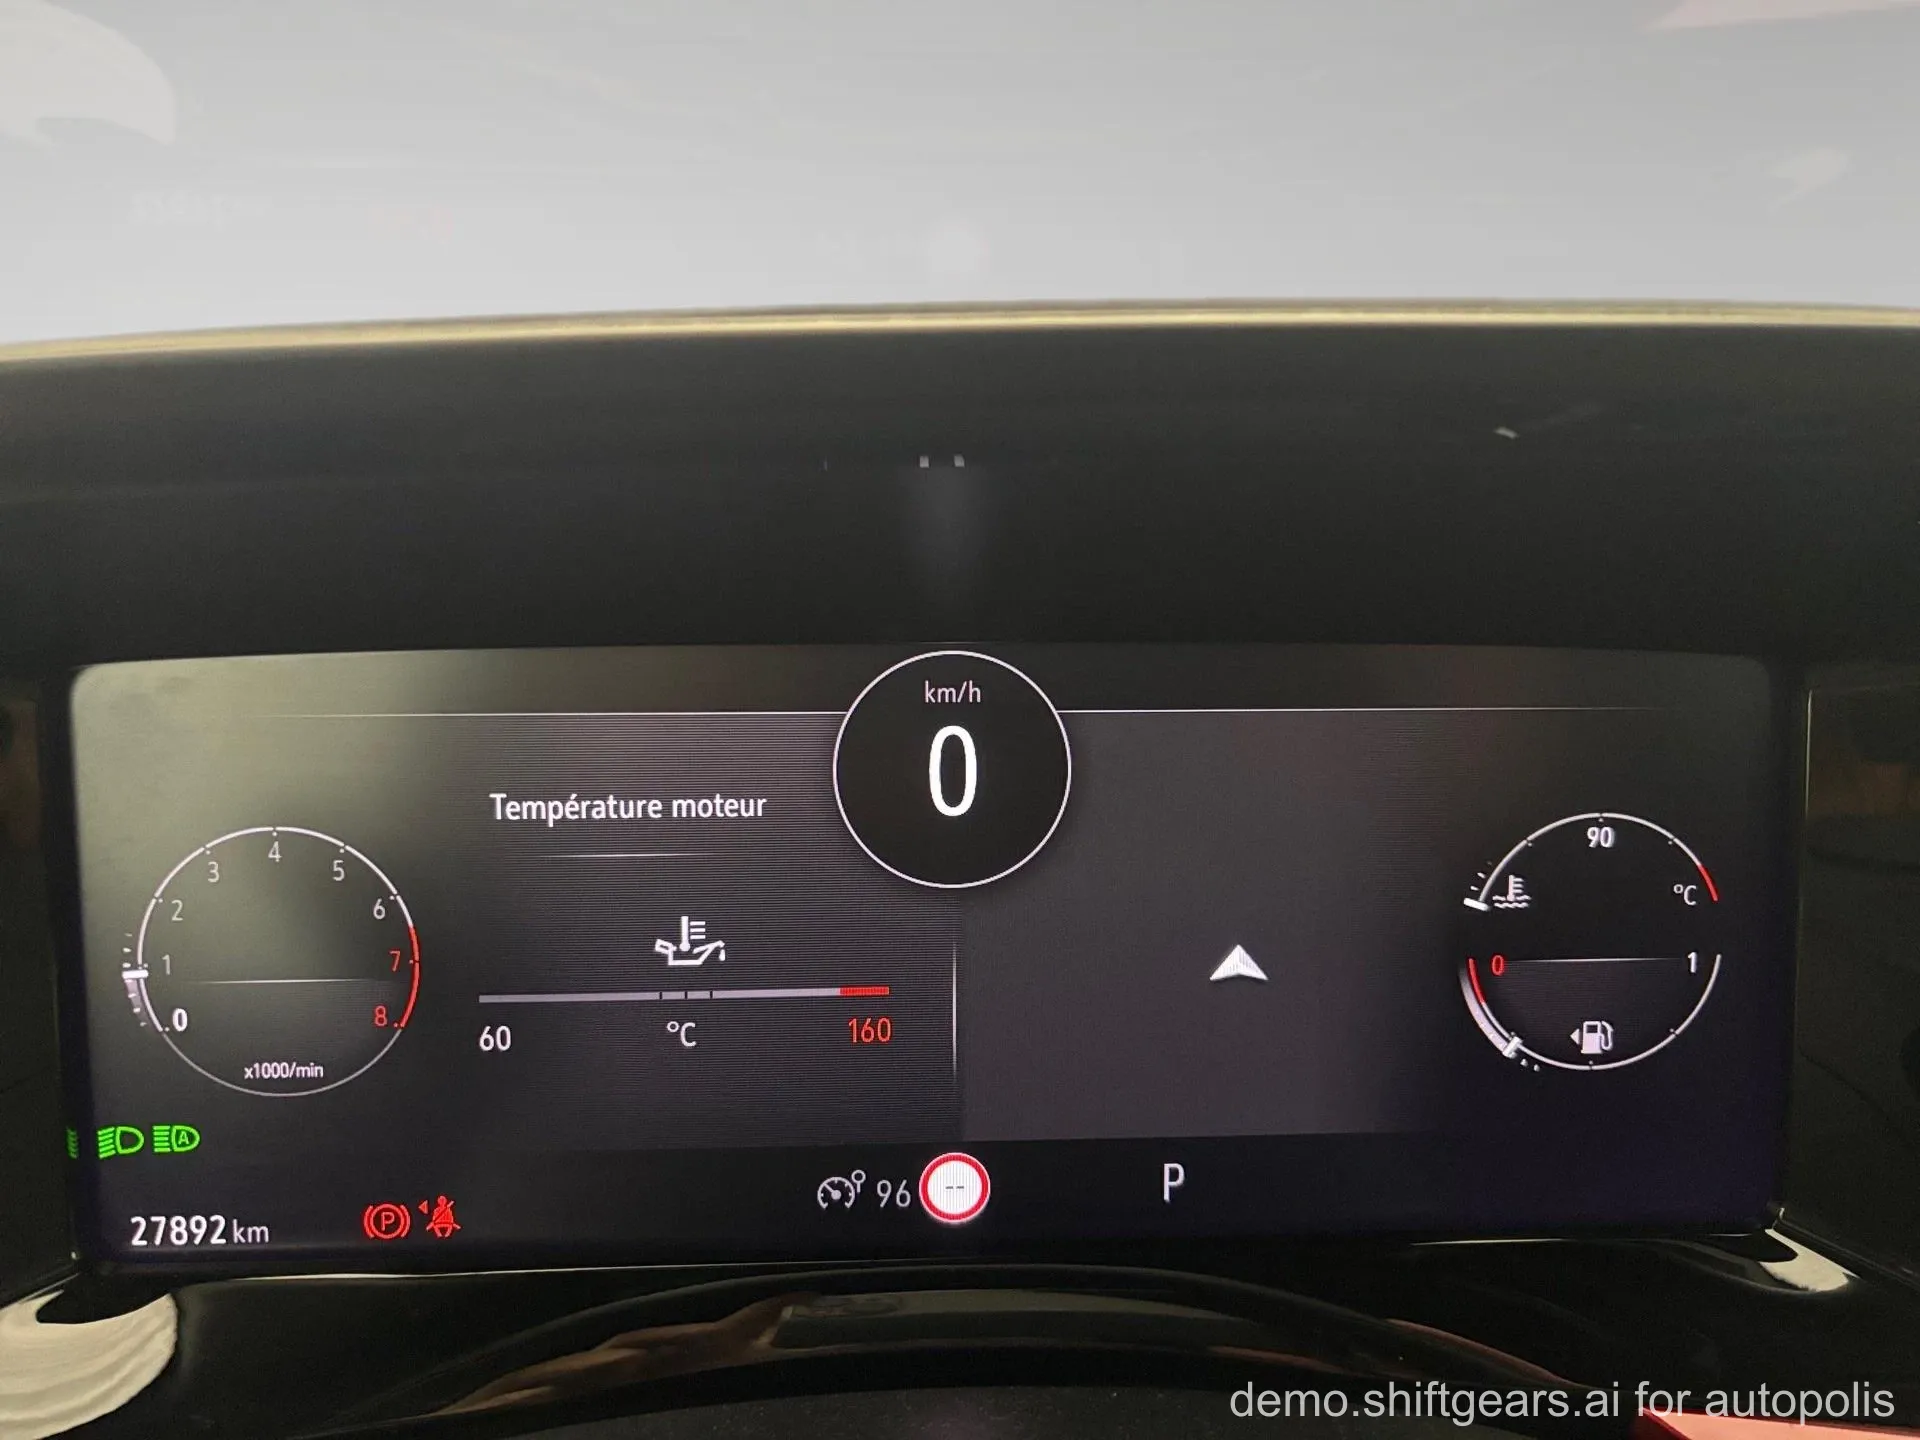 km/h
0
Température moteur
60
°C
160
0
1
2
3
4
5
6
7
8
x1000/min
90
°C
0
1
A
27892 km
P
96
--
P
demo.shiftgears.ai for autopolis